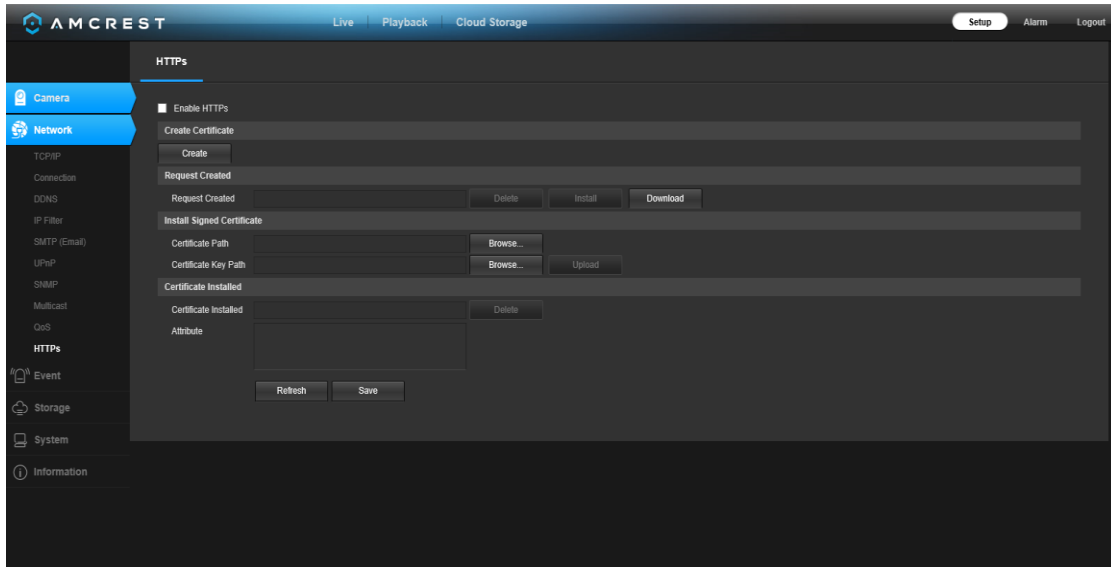 AMCREST Live Playback Cloud Storage Setup Alarm Logout
HTTPs
Camera
Enable HTTPs
Network
Create Certificate
TCP/IP
Create
Connection
Request Created
DDNS
Request Created Delete Install Download
IP Filter
Install Signed Certificate
SMTP (Email)
Certificate Path Browse...
UPnP
Certificate Key Path Browse... Upload
SNMP
Certificate Installed
Multicast
Certificate Installed Delete
QoS
Attribute
HTTPs
Event
Refresh Save
Storage
System
Information